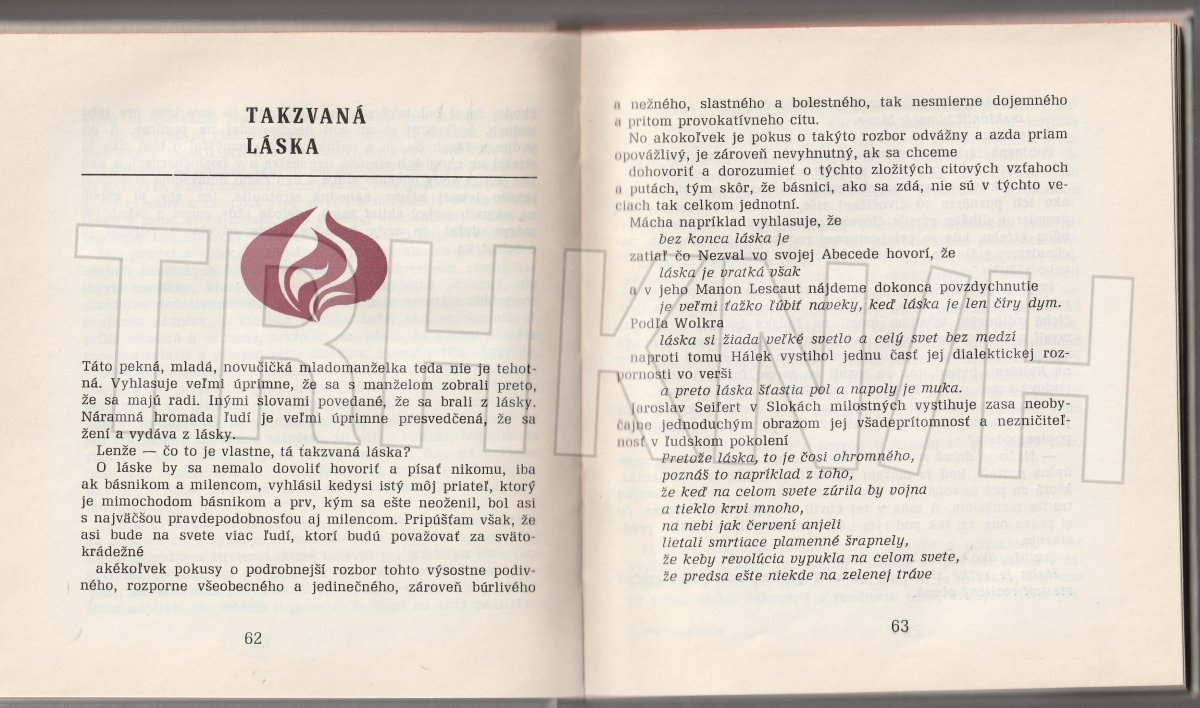 TAKZVANÁ
LÁSKA
Táto pekná, mladá, novučičká mladomanželka teda nie je tehot-
ná. Vyhlasuje veľmi úprimne, že sa s manželom zobrali preto,
že sa majú radi. Inými slovami povedané, že sa brali z lásky.
Náramná hromada ľudí je veľmi úprimne presvedčená, že sa
žení a vydáva z lásky.
Lenže — čo to je vlastne, tá takzvaná láska?
O láske by sa nemalo dovoliť hovoriť a písať nikomu, iba
ak básnikom a milencom, vyhlásil kedysi istý môj priateľ, ktorý
je mimochodom básnikom a prv, kým sa ešte neoženil, bol asi
s najväčšou pravdepodobnosťou aj milencom. Pripúšťam však, že
asi bude na svete viac ľudí, ktorí budú považovať za sväto-
krádežné
akékoľvek pokusy o podrobnejší rozbor tohto výsostne podiv-
ného, rozporne všeobecného a jedinečného, zároveň búrlivého
62
a nežného, slastného a bolestného, tak nesmierne dojemného
a pritom provokatívneho citu.
No akokoľvek je pokus o takýto rozbor odvážny a azda priam
opovážlivý, je zároveň nevyhnutný, ak sa chceme
dohovoriť a dorozumieť o týchto zložitých citových vzťahoch
a putách, tým skôr, že básnici, ako sa zdá, nie sú v týchto ve-
ciach tak celkom jednotní.
Mácha napríklad vyhlasuje, že
bez konca láska je
zatiaľ čo Nezval vo svojej Abecede hovorí, že
láska je vratká však
a v jeho Manon Lescaut nájdeme dokonca povzdychnutie
je veľmi ťažko ľúbiť naveky, keď láska je len číry dym.
Podľa Wolkra
láska si žiada veľké svetlo a celý svet bez medzí
naproti tomu Hálek vystihol jednu časť jej dialektickej roz-
pornosti vo verši
a preto láska šťastia pol a napoly je muka.
Jaroslav Seifert v Slokách milostných vystihuje zasa neoby-
čajne jednoduchým obrazom jej všadeprítomnosť a nezničiteľ-
nosť v ľudskom pokolení
Pretože láska, to je čosi ohromného,
poznáš to napríklad z toho,
že keď na celom svete zúrila by vojna
a tieklo krvi mnoho,
na nebi jak červení anjeli
lietali smrtiace plamenné šrapnely,
že keby revolúcia vypukla na celom svete,
že predsa ešte niekde na zelenej tráve
63
TRHKNIH